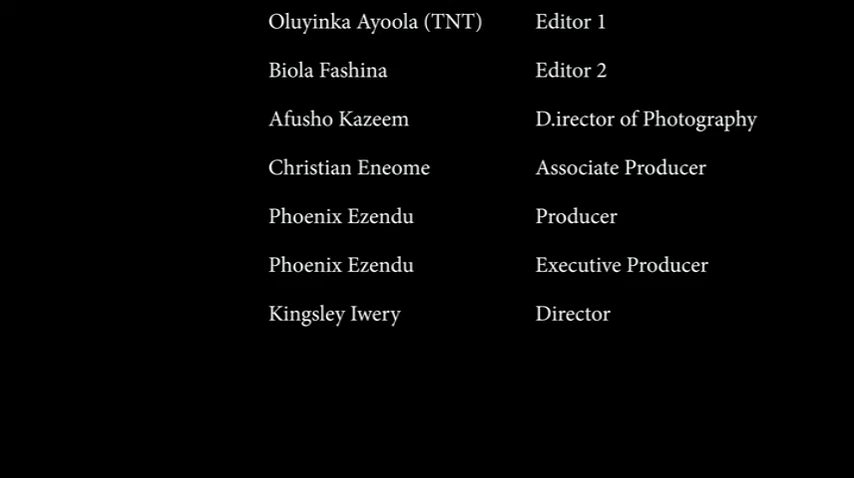 Oluyinka Ayoola (TNT) Editor 1
Biola Fashina Editor 2
Afusho Kazeem D.irector of Photography
Christian Eneome Associate Producer
Phoenix Ezendu Producer
Phoenix Ezendu Executive Producer
Kingsley Iwery Director